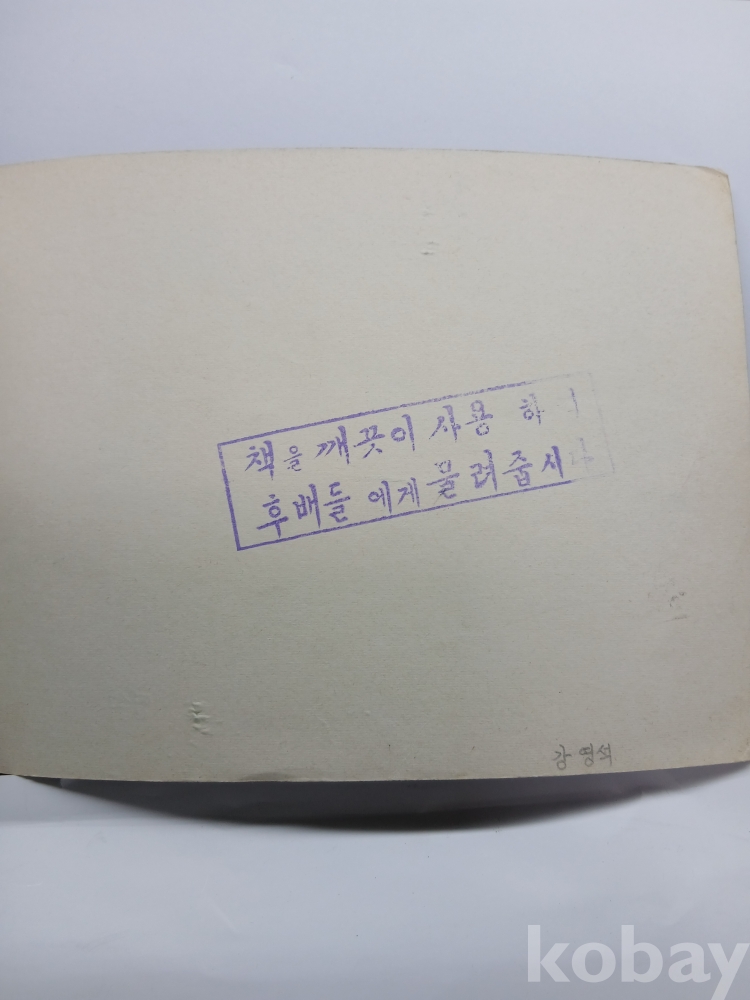 책을 깨끗이 사용 하
후배들 에게 물려줍시다
강영석
kobay